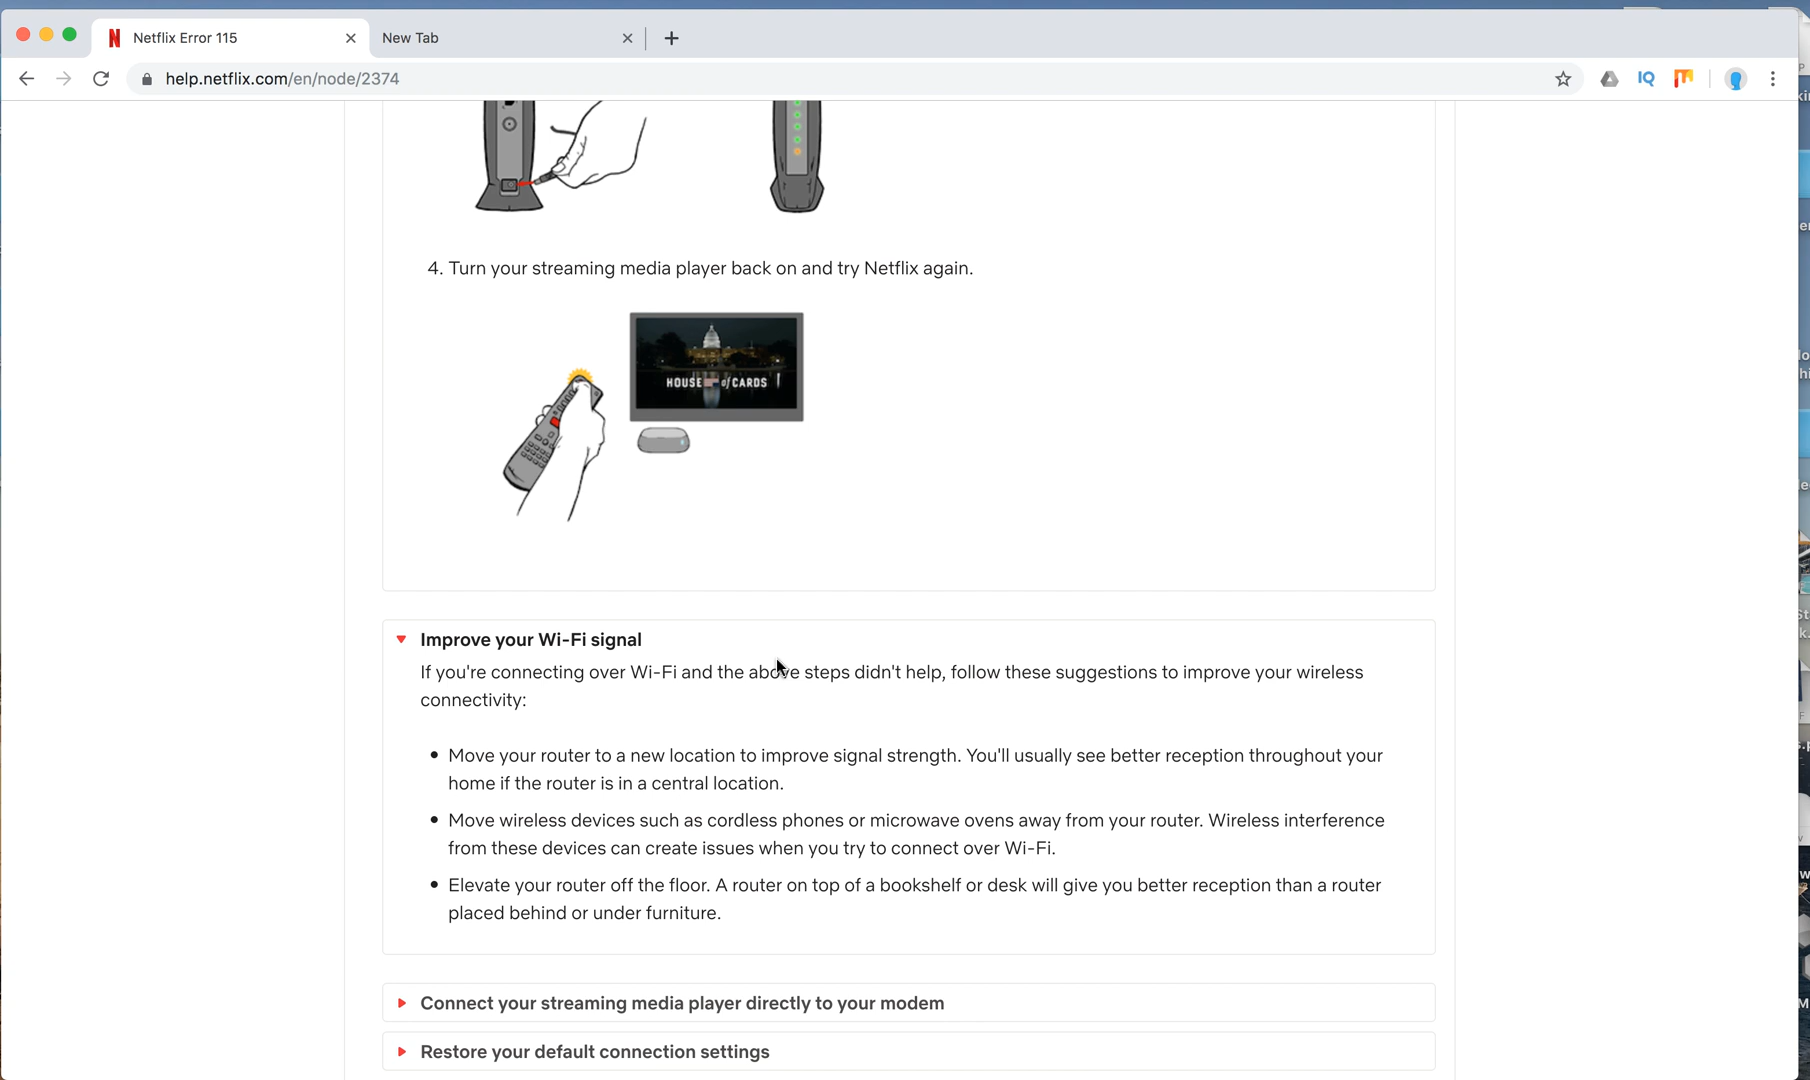 Netflix Error 115
New Tab
help.netflix.com/en/node/2374
IQ
4. Turn your streaming media player back on and try Netflix again.
HOUSE of CARDS
Improve your Wi-Fi signal
If you're connecting over Wi-Fi and the above steps didn't help, follow these suggestions to improve your wireless
connectivity:
• Move your router to a new location to improve signal strength. You'll usually see better reception throughout your
home if the router is in a central location.
• Move wireless devices such as cordless phones or microwave ovens away from your router. Wireless interference
from these devices can create issues when you try to connect over Wi-Fi.
• Elevate your router off the floor. A router on top of a bookshelf or desk will give you better reception than a router
placed behind or under furniture.
Connect your streaming media player directly to your modem
Restore your default connection settings